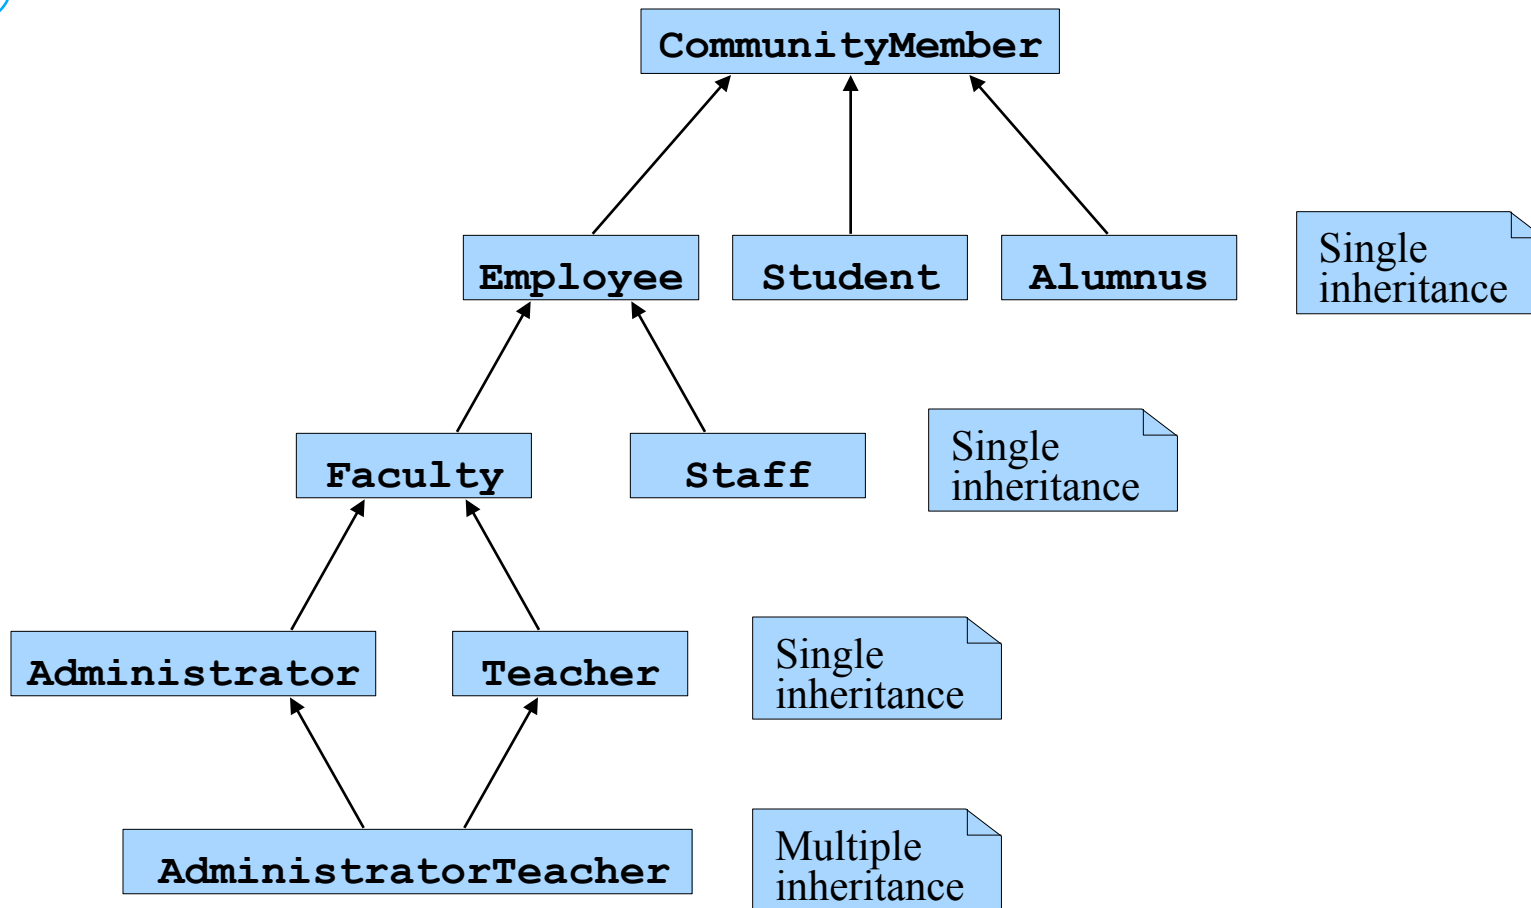 CommunityMember
Employee
Student
Alumnus
Single
inheritance
Faculty
Staff
Single
inheritance
Administrator
Teacher
Single
inheritance
AdministratorTeacher
Multiple
inheritance